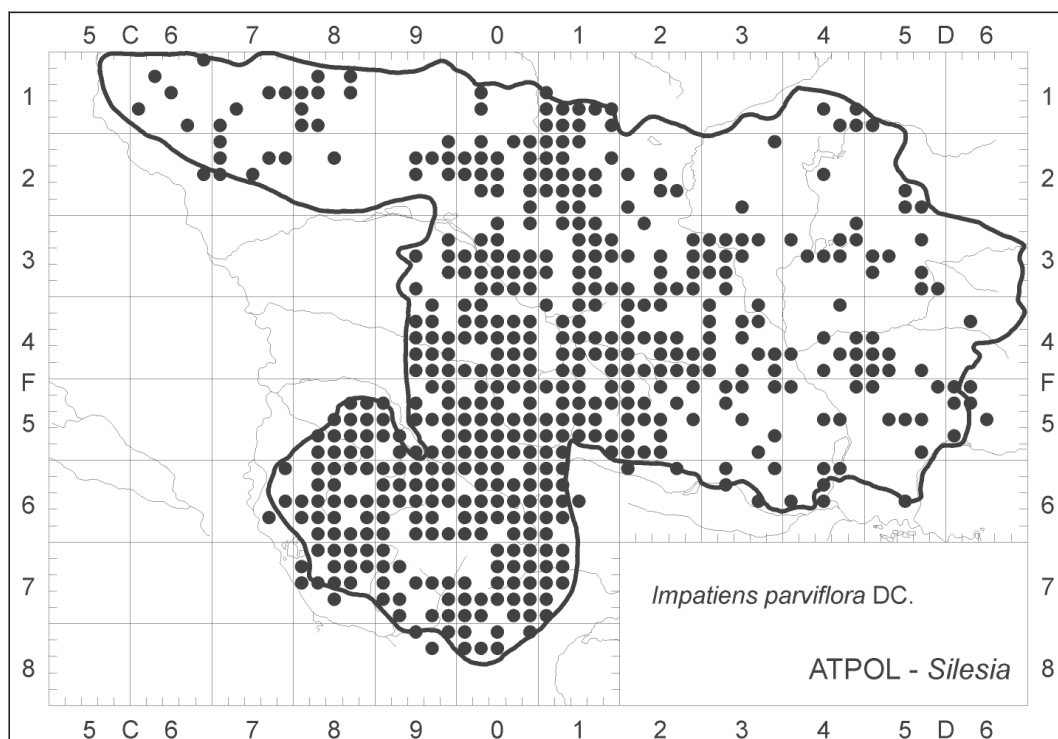 5 C 6 7 8 9 0 1 2 3 4 5 D 6
1 1
2 2
3 3
4 4
F F
5 5
6 6
7 Impatiens parviflora DC. 7
8 ATPOL - Silesia 8
5 C 6 7 8 9 0 1 2 3 4 5 D 6